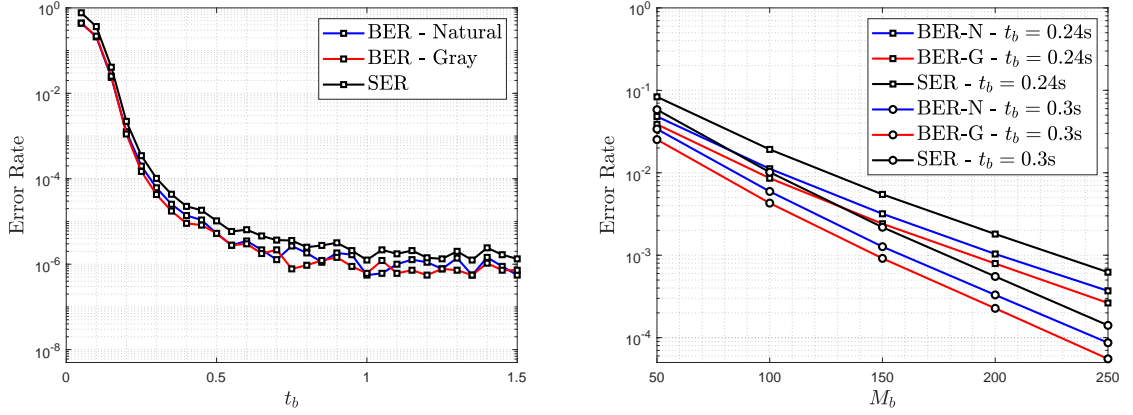 Error Rate
10^0
10^-2
10^-4
10^-6
10^-8
0
0.5
1
1.5
t_b
BER - Natural
BER - Gray
SER
Error Rate
10^0
10^-1
10^-2
10^-3
10^-4
50
100
150
200
250
M_b
BER-N - t_b = 0.24s
BER-G - t_b = 0.24s
SER - t_b = 0.24s
BER-N - t_b = 0.3s
BER-G - t_b = 0.3s
SER - t_b = 0.3s